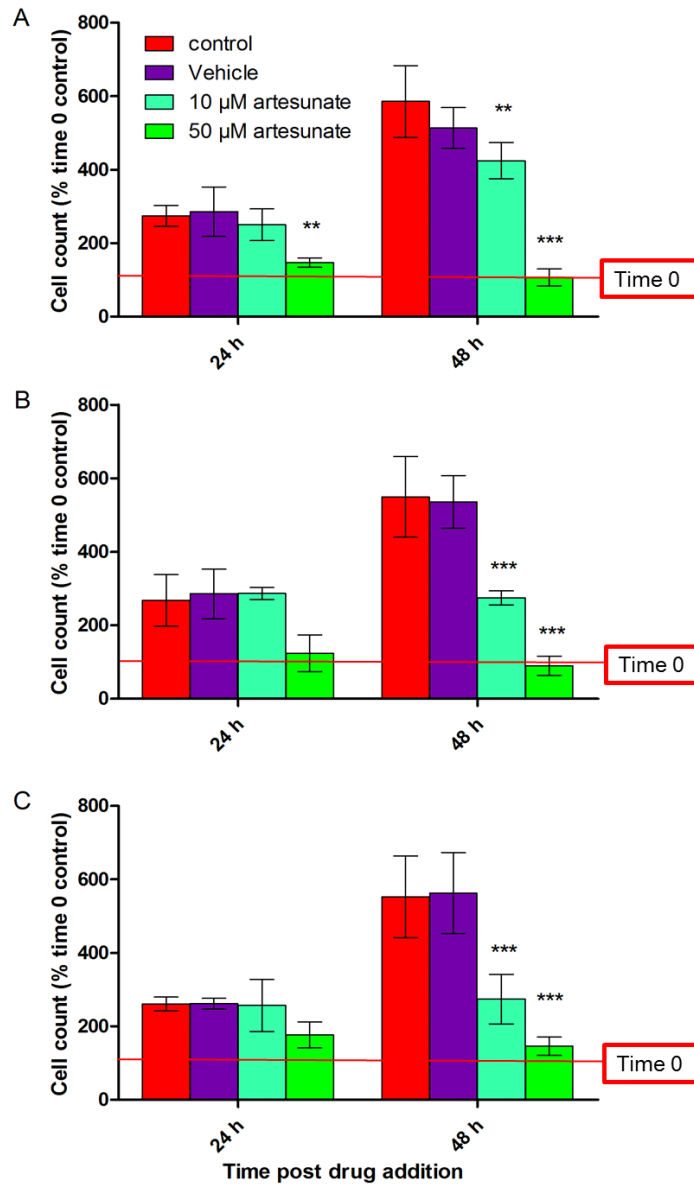 A
Cell count (% time 0 control)
800
600
400
200
0
control
Vehicle
10 µM artesunate
50 µM artesunate
**
**
***
Time 0
24 h
48 h
B
Cell count (% time 0 control)
800
600
400
200
0
***
***
Time 0
24 h
48 h
C
Cell count (% time 0 control)
800
600
400
200
0
***
***
Time 0
24 h
48 h
Time post drug addition